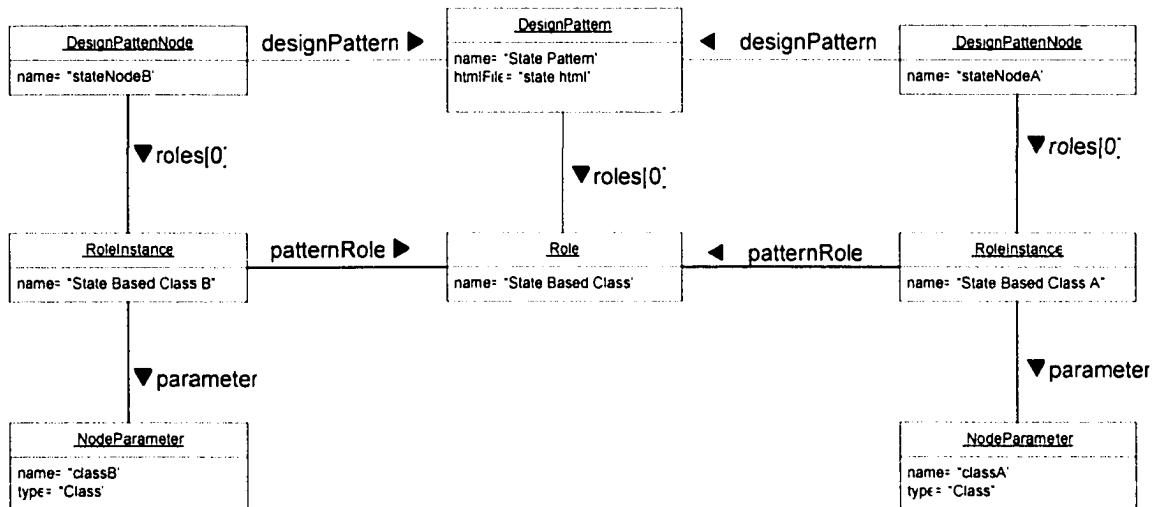 DesignPattern
DesignPattenNode
designPattern ▶
◀ designPattern
DesignPattenNode
name= "State Pattern'
htmlFile= "state html"
name= "stateNodeB'
name= "stateNodeA'
▼ roles[0]
▼ roles[0]
▼ roles[0]
RoleInstance
patternRole ▶
Role
◀ patternRole
RoleInstance
name= "State Based Class B"
name= "State Based Class'
name= "State Based Class A"
▼ parameter
▼ parameter
NodeParameter
NodeParameter
name= "classB'
type= "Class'
name= "classA'
type= "Class"